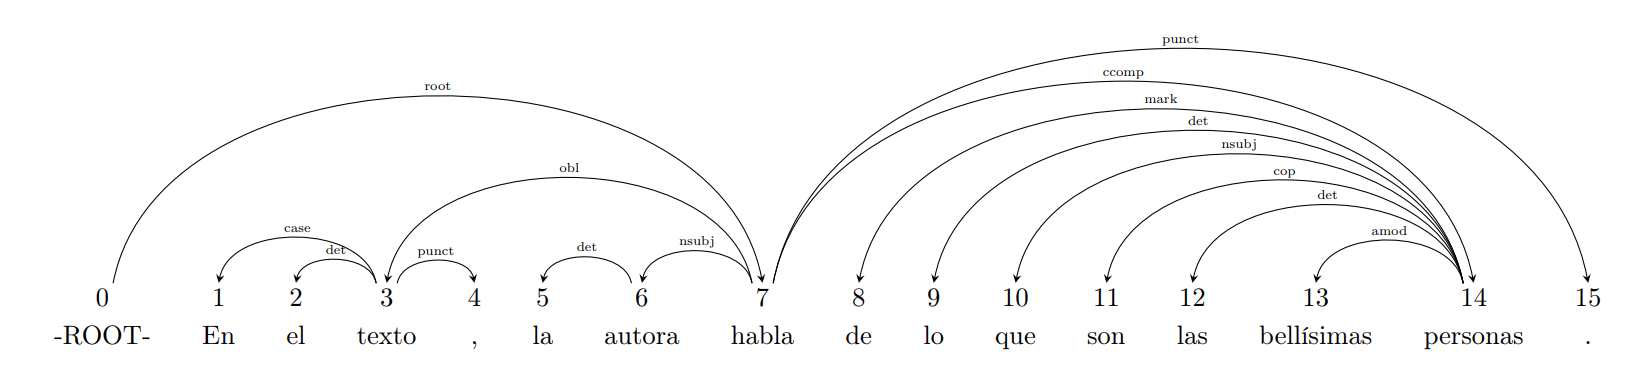 punct
ccomp
root
mark
det
nsubj
obl
cop
det
case
amod
det
punct
det
nsubj
0 1 2 3 4 5 6 7 8 9 10 11 12 13 14 15
-ROOT- En el texto , la autora habla de lo que son las bellísimas personas .